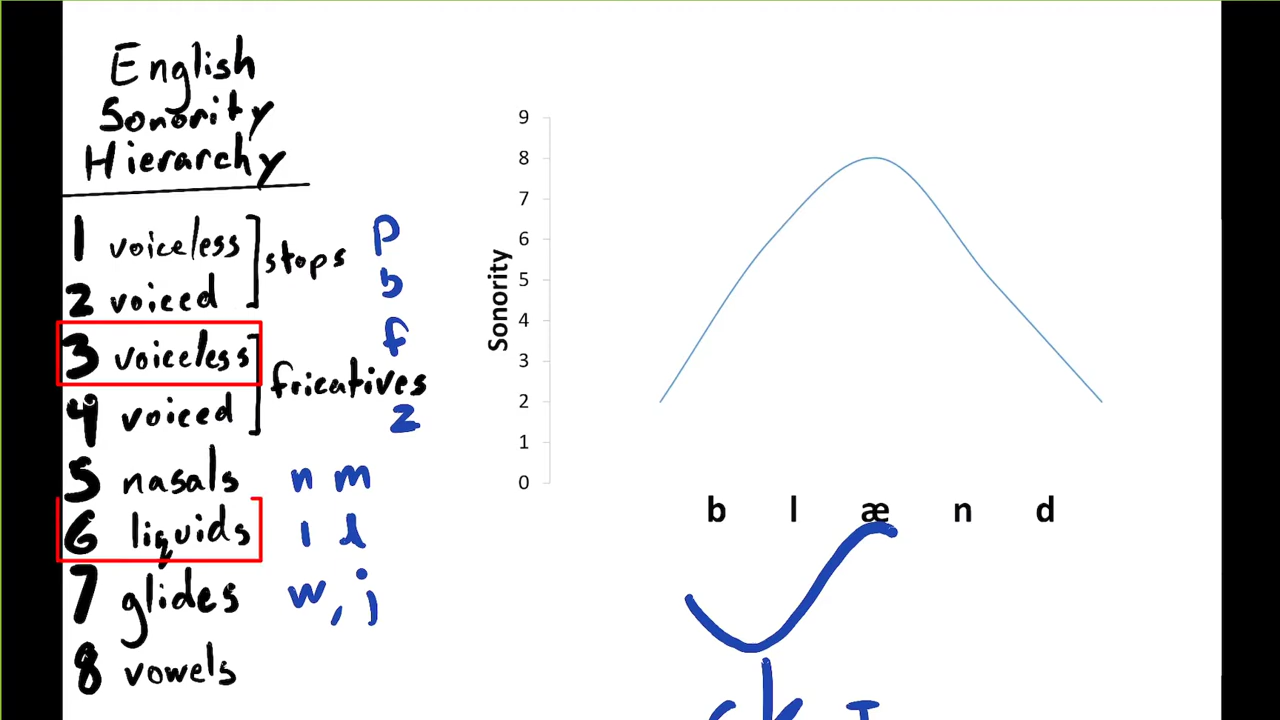 English
Sonority
Hierarchy
1 voiceless
2 voiced
stops
p
b
3 voiceless
4 voiced
fricatives
f
z
5 nasals n m
6 liquids l l
7 glides w, j
8 vowels
Sonority
9
8
7
6
5
4
3
2
1
0
b l æ n d